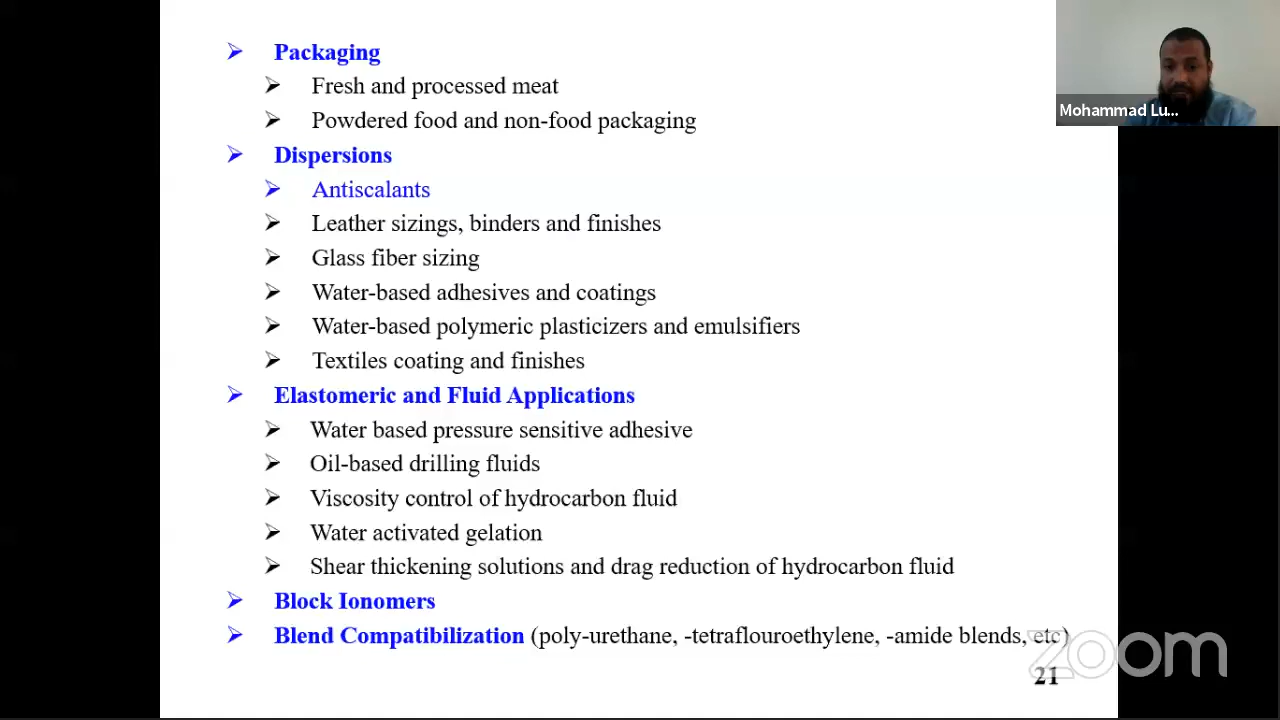 ➢ Packaging
➢ Fresh and processed meat
➢ Powdered food and non-food packaging
➢ Dispersions
➢ Antiscalants
➢ Leather sizings, binders and finishes
➢ Glass fiber sizing
➢ Water-based adhesives and coatings
➢ Water-based polymeric plasticizers and emulsifiers
➢ Textiles coating and finishes
➢ Elastomeric and Fluid Applications
➢ Water based pressure sensitive adhesive
➢ Oil-based drilling fluids
➢ Viscosity control of hydrocarbon fluid
➢ Water activated gelation
➢ Shear thickening solutions and drag reduction of hydrocarbon fluid
➢ Block Ionomers
➢ Blend Compatibilization (poly-urethane, -tetraflouroethylene, -amide blends, etc)
21
Mohammad Lu...
zoom